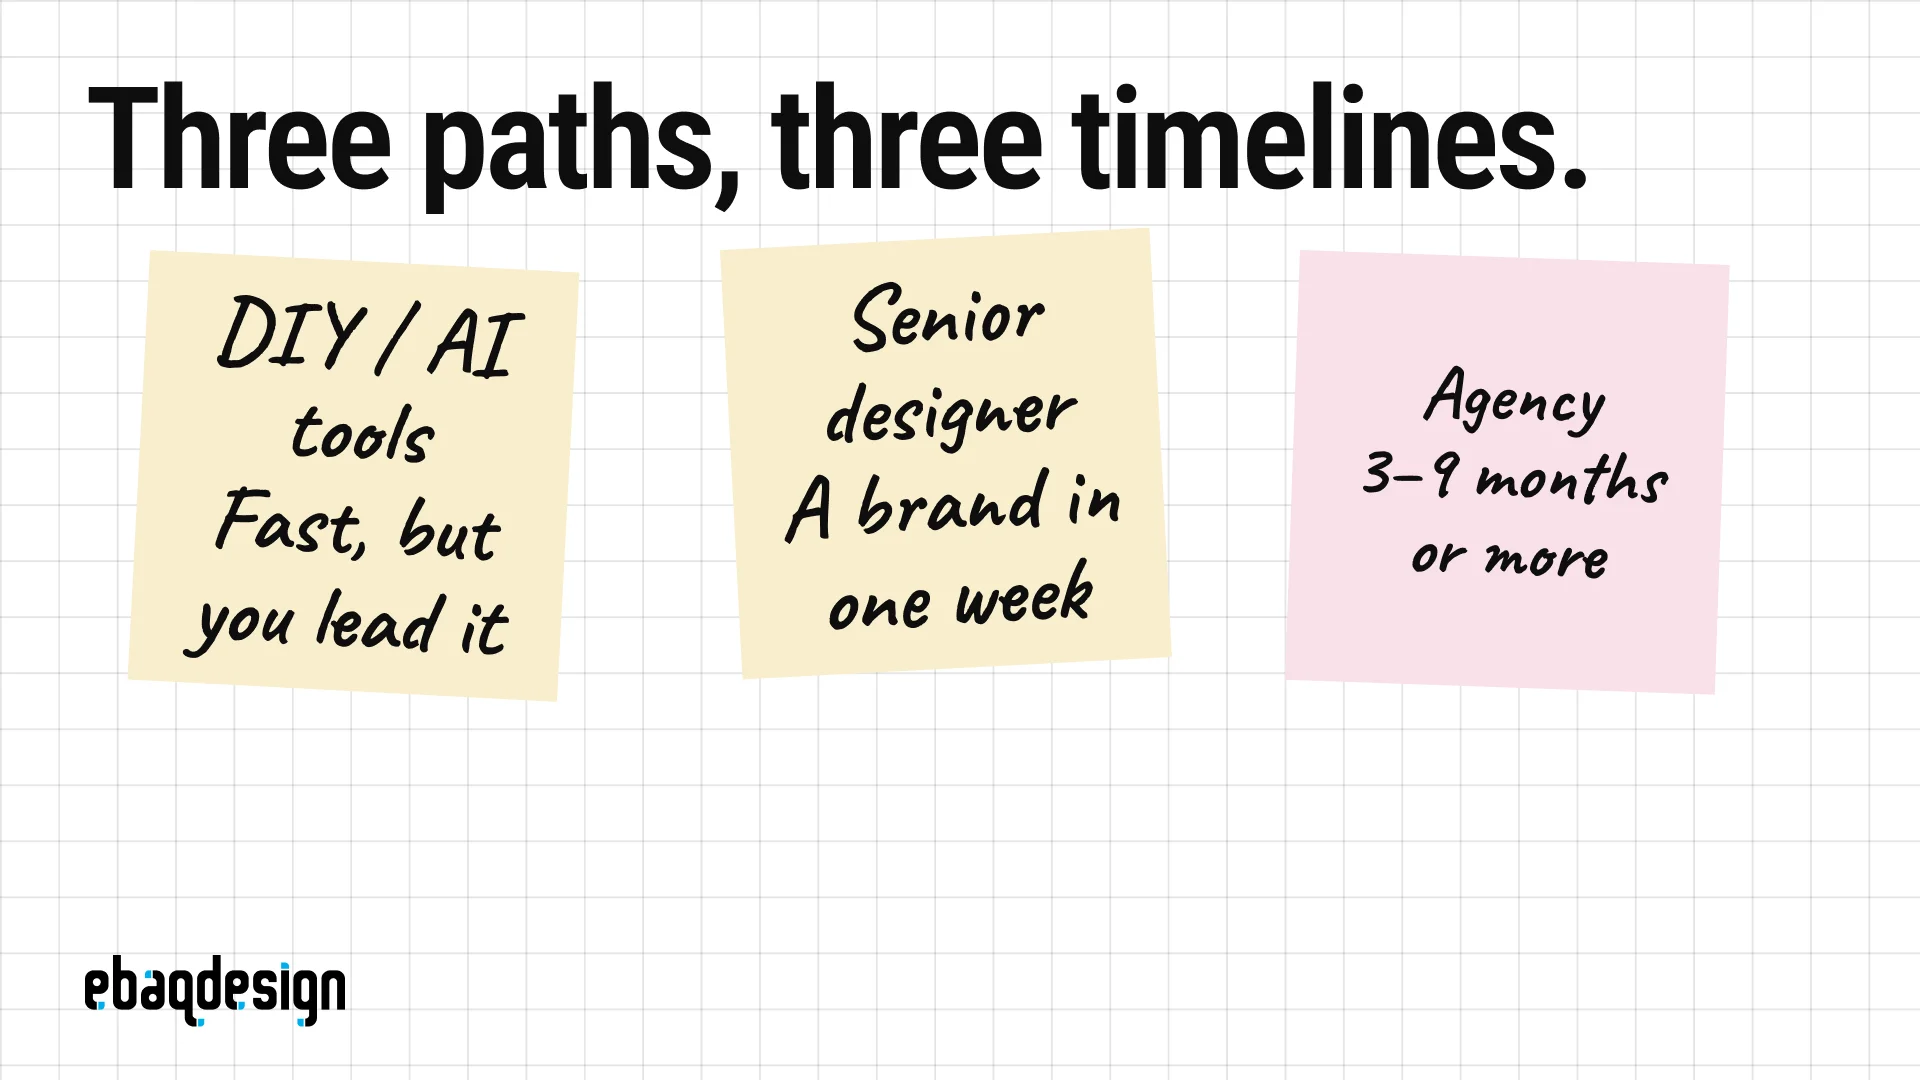 Three paths, three timelines.
DIY / AI
tools
Fast, but
you lead it
Senior
designer
A brand in
one week
Agency
3–9 months
or more
ebaqdesign